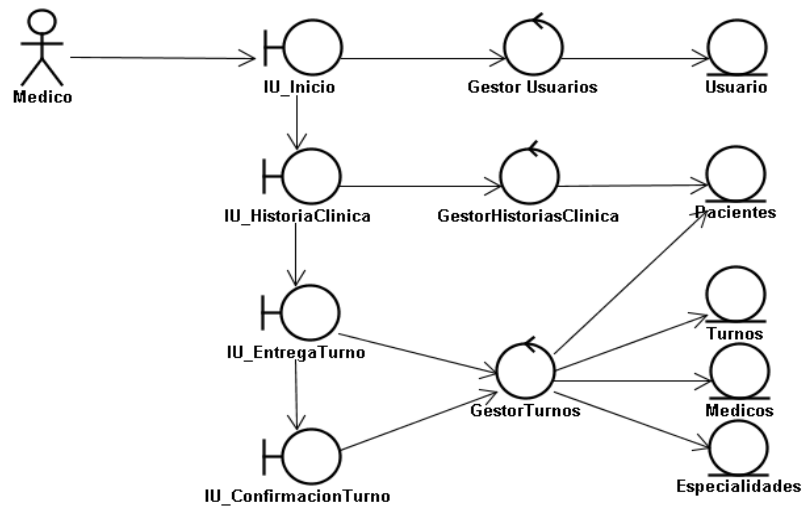 Medico
IU_Inicio
Gestor Usuarios
Usuario
IU_HistoriaClinica
GestorHistoriasClinica
Pacientes
IU_EntregaTurno
GestorTurnos
Turnos
Medicos
IU_ConfirmacionTurno
Especialidades